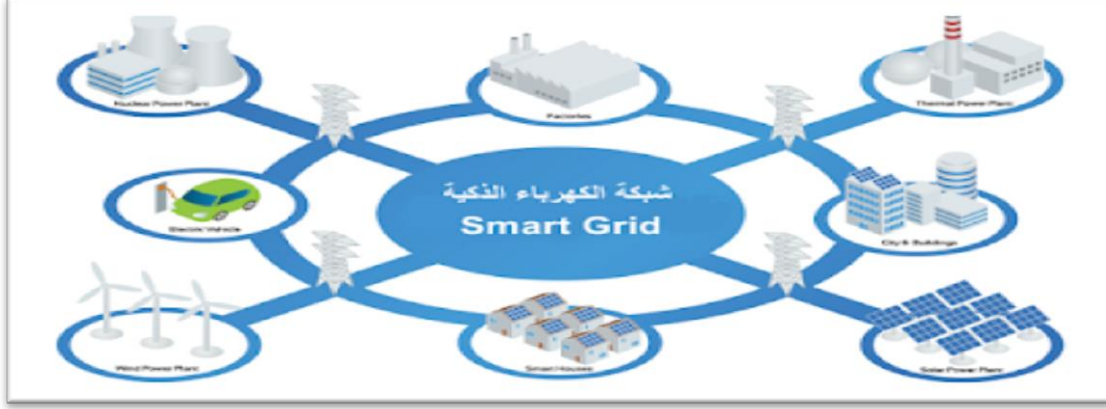 Nuclear Power Plant
Factories
Thermal Power Plant
شبكة الكهرباء الذكية
Smart Grid
Electric Vehicle
City & Buildings
Wind Power Plant
Smart Houses
Solar Power Plant